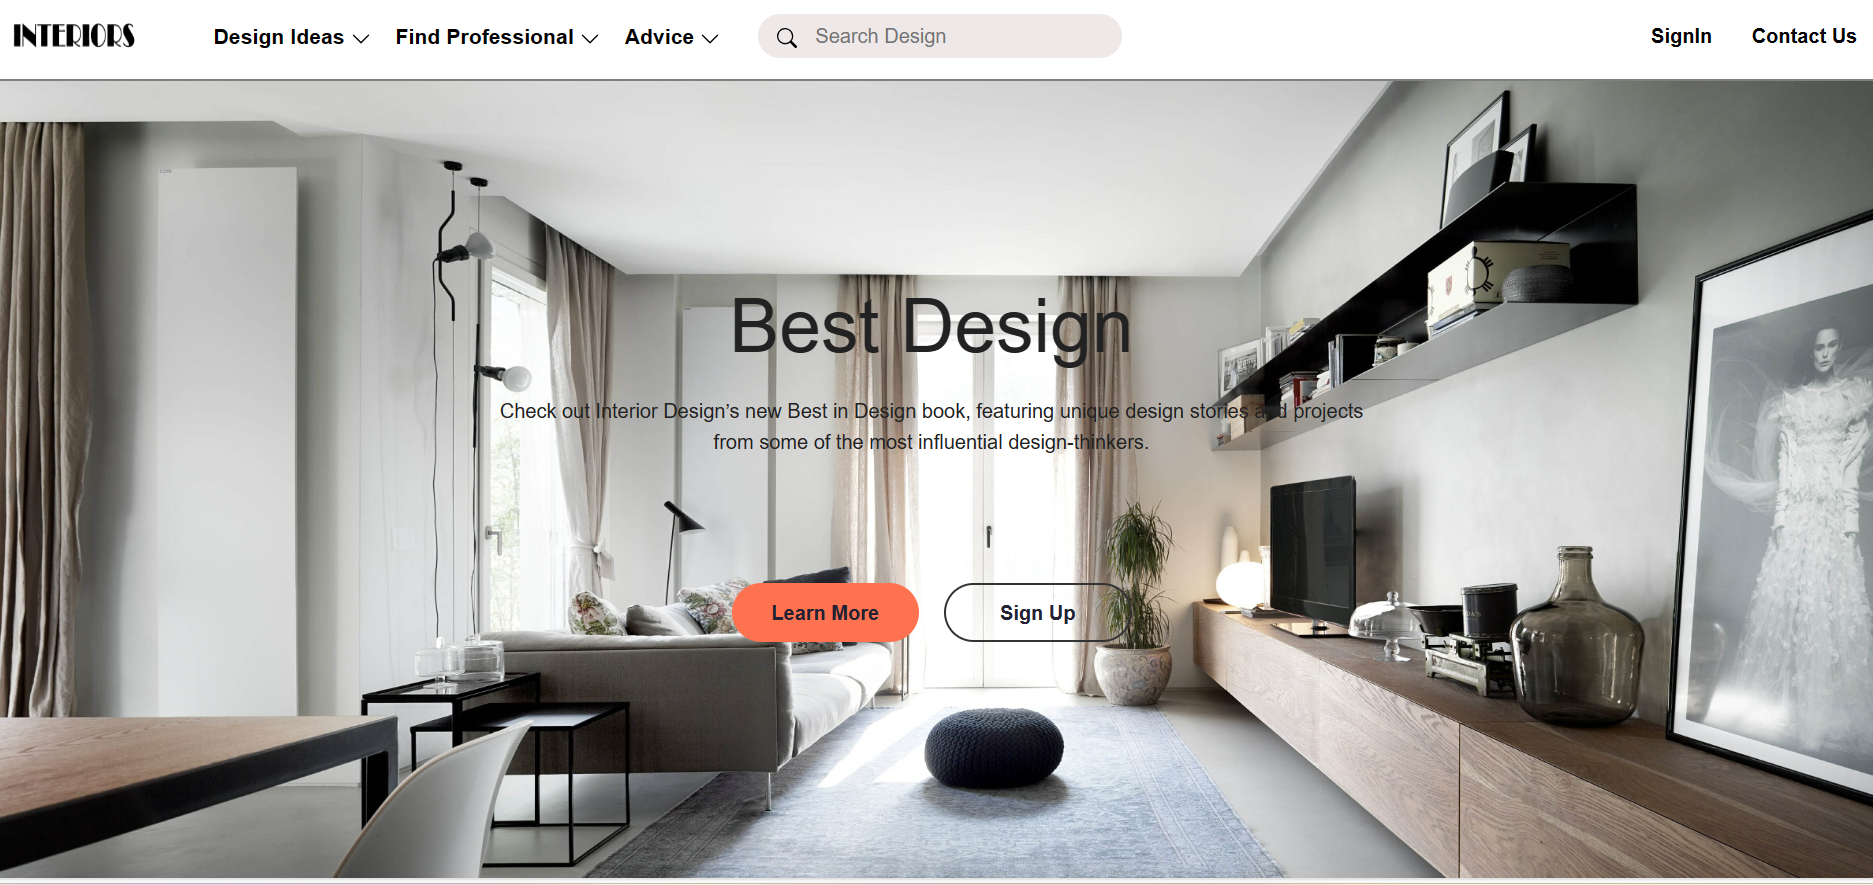 INTERIORS
Design Ideas
Find Professional
Advice
Search Design
SignIn
Contact Us
Best Design
Check out Interior Design’s new Best in Design book, featuring unique design stories and projects
from some of the most influential design-thinkers.
Learn More
Sign Up